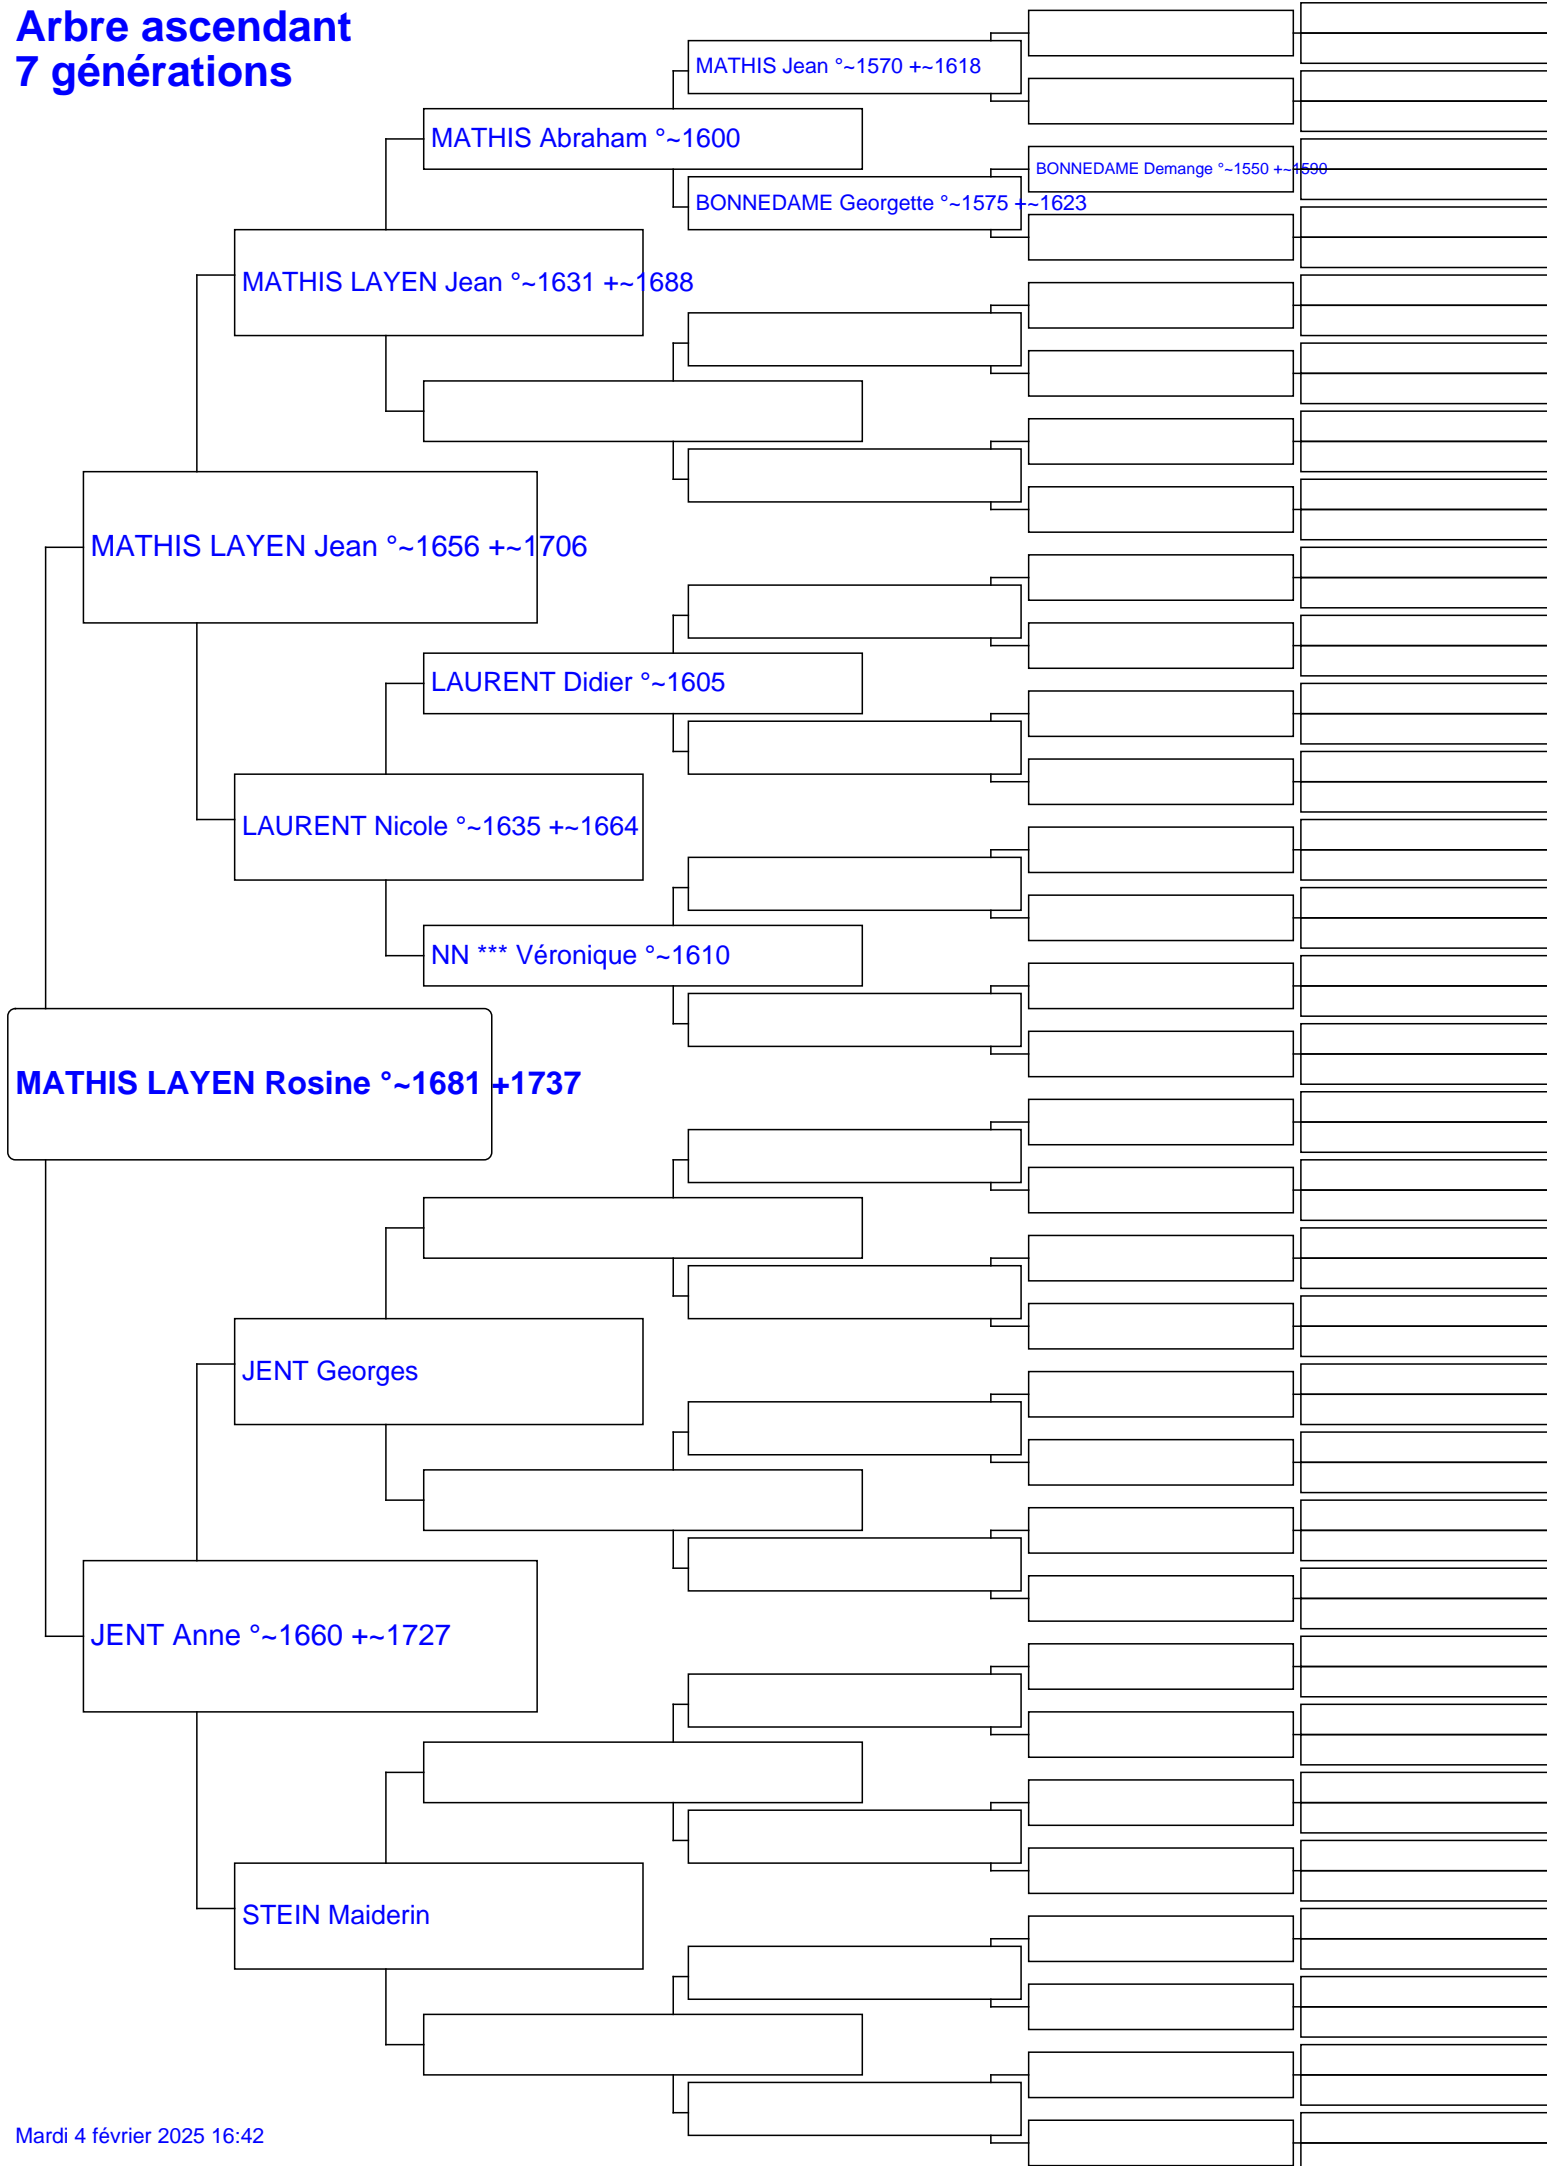 Arbre ascendant
7 générations
MATHIS Jean °~1570 +~1618
MATHIS Abraham °~1600
BONNEDAME Demange °~1550 +~1590
BONNEDAME Georgette °~1575 +~1623
MATHIS LAYEN Jean °~1631 +~1688
MATHIS LAYEN Jean °~1656 +~1706
LAURENT Didier °~1605
LAURENT Nicole °~1635 +~1664
NN *** Véronique °~1610
MATHIS LAYEN Rosine °~1681 +1737
JENT Georges
JENT Anne °~1660 +~1727
STEIN Maiderin
Mardi 4 février 2025 16:42